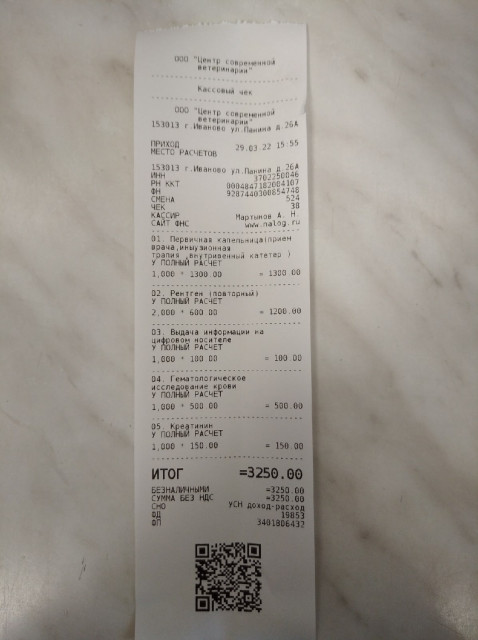 ООО "Центр современной
ветеринарии"
Кассовый чек
ООО "Центр современной
ветеринарии"
153013 г.Иваново ул.Панина д.26А
ПРИХОД 29.03.22 15:55
МЕСТО РАСЧЕТОВ
153013 г.Иваново ул.Панина д.26А
ИНН 3702250046
РН ККТ 0004847182004107
ФН 9287440300854748
СМЕНА 524
ЧЕК 38
КАССИР Мартынов А. Н.
САЙТ ФНС www.nalog.ru
01. Первичная капельница(прием
врача,инфузионная
трапия ,внутривенный катетер )
У ПОЛНЫЙ РАСЧЕТ
1,000 * 1300.00 = 1300.00
02. Рентген (повторный)
У ПОЛНЫЙ РАСЧЕТ
2,000 * 600.00 = 1200.00
03. Выдача информации на
цифровом носителе
У ПОЛНЫЙ РАСЧЕТ
1,000 * 100.00 = 100.00
04. Гематологическое
исследование крови
У ПОЛНЫЙ РАСЧЕТ
1,000 * 500.00 = 500.00
05. Креатинин
У ПОЛНЫЙ РАСЧЕТ
1,000 * 150.00 = 150.00
ИТОГ =3250.00
БЕЗНАЛИЧНЫМИ =3250.00
СУММА БЕЗ НДС =3250.00
СНО УСН доход-расход
ФД 19853
ФП 3401806432